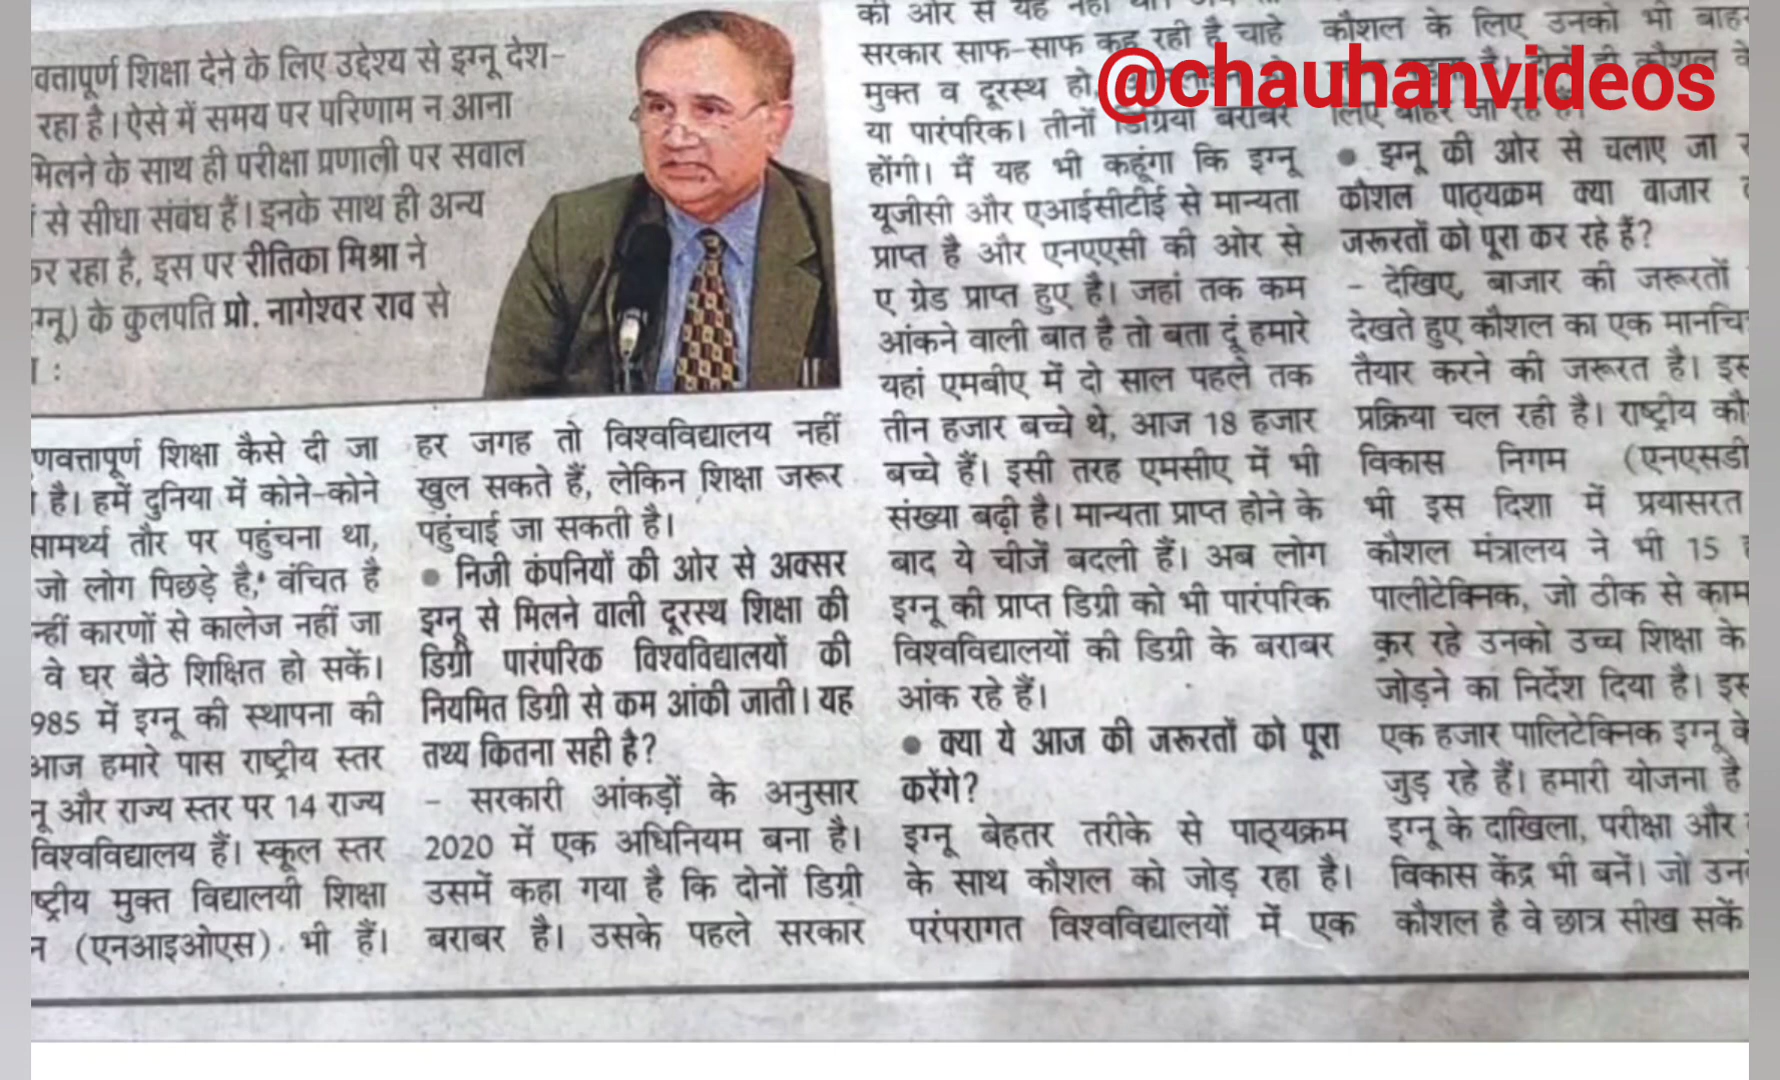 @chauhanvideos
शिक्षा देने के लिए उद्देश्य से इग्नू देश-
रहा है। ऐसे में समय पर परिणाम न आना
मिलने के साथ ही परीक्षा प्रणाली पर सवाल
से सीधा संबंध हैं। इनके साथ ही अन्य
कर रहा है, इस पर रीतिका मिश्रा ने
के कुलपति प्रो. नागेश्वर राव से
:
शिक्षा कैसे दी जा
है। हमें दुनिया में कोने-कोने
सामर्थ्य तौर पर पहुंचना था,
जो लोग पिछड़े है, वंचित है
कारणों से कालेज नहीं जा
वे घर बैठे शिक्षित हो सकें।
985 में इग्नू की स्थापना की
आज हमारे पास राष्ट्रीय स्तर
और राज्य स्तर पर 14 राज्य
विश्वविद्यालय हैं। स्कूल स्तर
मुक्त विद्यालयी शिक्षा
(एनआइओएस) भी हैं।
हर जगह तो विश्वविद्यालय नहीं
खुल सकते हैं, लेकिन शिक्षा जरूर
पहुंचाई जा सकती है।
● निजी कंपनियों की ओर से अक्सर
इग्नू से मिलने वाली दूरस्थ शिक्षा की
डिग्री पारंपरिक विश्वविद्यालयों की
नियमित डिग्री से कम आंकी जाती। यह
तथ्य कितना सही है?
- सरकारी आंकड़ों के अनुसार
2020 में एक अधिनियम बना है।
उसमें कहा गया है कि दोनों डिग्री
बराबर है। उसके पहले सरकार
की ओर से यह नहीं था।
सरकार साफ-साफ कह रही है चाहे
मुक्त व दूरस्थ हो,
या पारंपरिक। तीनों डिग्रियां बराबर
होंगी। मैं यह भी कहूंगा कि इग्नू
यूजीसी और एआईसीटीई से मान्यता
प्राप्त है और एनएएसी की ओर से
ए ग्रेड प्राप्त हुए है। जहां तक कम
आंकने वाली बात है तो बता दूं हमारे
यहां एमबीए में दो साल पहले तक
तीन हजार बच्चे थे, आज 18 हजार
बच्चे हैं। इसी तरह एमसीए में भी
संख्या बढ़ी है। मान्यता प्राप्त होने के
बाद ये चीजें बदली हैं। अब लोग
इग्नू की प्राप्त डिग्री को भी पारंपरिक
विश्वविद्यालयों की डिग्री के बराबर
आंक रहे हैं।
● क्या ये आज की जरूरतों को पूरा
करेंगे?
इग्नू बेहतर तरीके से पाठ्यक्रम
के साथ कौशल को जोड़ रहा है।
परंपरागत विश्वविद्यालयों में एक
कौशल के लिए उनको भी बाहर
लिए बाहर जा रहे हैं।
● इग्नू की ओर से चलाए जा
कौशल पाठ्यक्रम क्या बाजार
जरूरतों को पूरा कर रहे हैं?
- देखिए, बाजार की जरूरतों
देखते हुए कौशल का एक
तैयार करने की जरूरत है।
प्रक्रिया चल रही है। राष्ट्रीय
विकास निगम (एनएसडी
भी इस दिशा में प्रयासरत
कौशल मंत्रालय ने भी 15
पालीटेक्निक, जो ठीक से काम
कर रहे उनको उच्च शिक्षा के
जोड़ने का निर्देश दिया है।
एक हजार पालिटेक्निक इग्नू
जुड़ रहे हैं। हमारी योजना है
इग्नू के दाखिला, परीक्षा और
विकास केंद्र भी बनें। जो
कौशल है वे छात्र सीख सकें